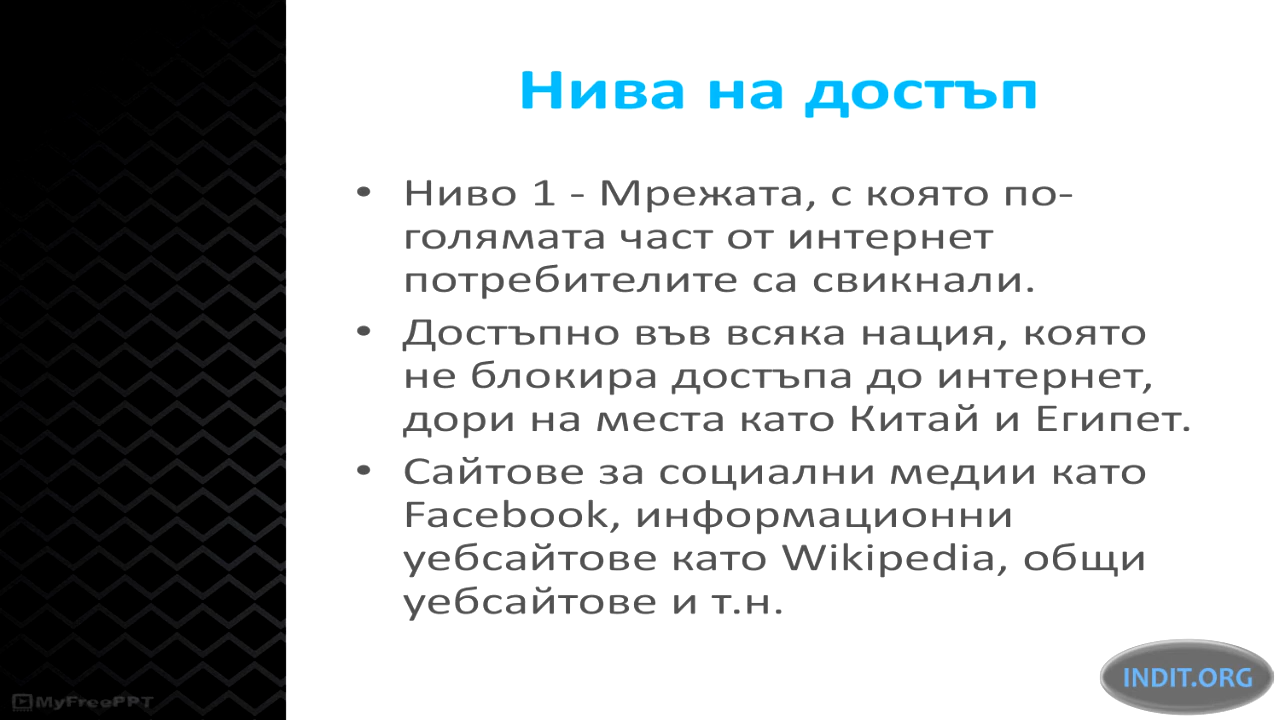 Нива на достъп
• Ниво 1 - Мрежата, с която по-
голямата част от интернет
потребителите са свикнали.
• Достъпно във всяка нация, която
не блокира достъпа до интернет,
дори на места като Китай и Египет.
• Сайтове за социални медии като
Facebook, информационни
уебсайтове като Wikipedia, общи
уебсайтове и т.н.
INDIT.ORG
MyFreePPT